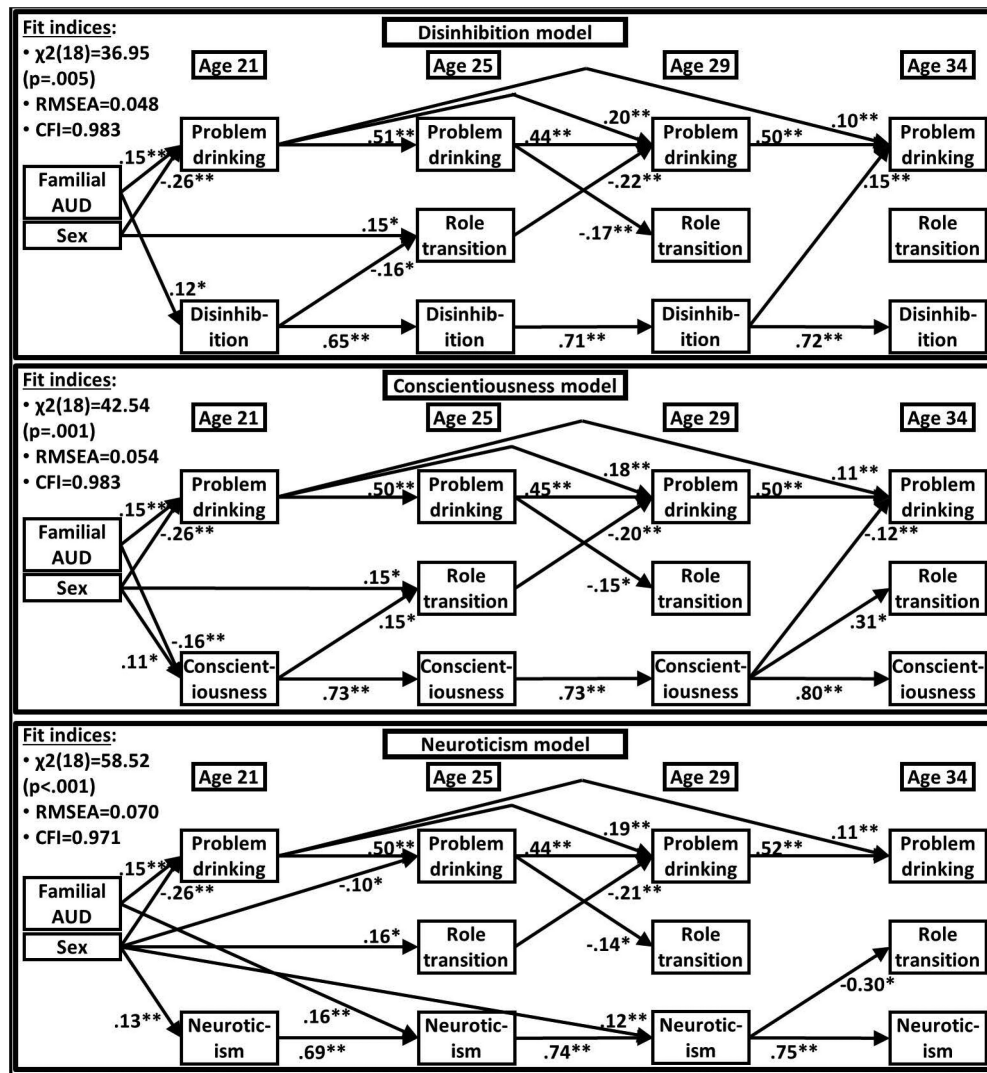 Fit indices:
• χ2(18)=36.95
(p=.005)
• RMSEA=0.048
• CFI=0.983
Disinhibition model
Age 21
Age 25
Age 29
Age 34
Familial
AUD
Sex
Problem
drinking
Problem
drinking
Problem
drinking
Problem
drinking
Role
transition
Role
transition
Role
transition
Disinhib-
ition
Disinhib-
ition
Disinhib-
ition
Disinhib-
ition
.15**
-.26**
.12*
.51**
.44**
.20**
.50**
.10**
-.22**
.15**
.15*
-.17**
-.16*
.65**
.71**
.72**
Fit indices:
• χ2(18)=42.54
(p=.001)
• RMSEA=0.054
• CFI=0.983
Conscientiousness model
Age 21
Age 25
Age 29
Age 34
Familial
AUD
Sex
Problem
drinking
Problem
drinking
Problem
drinking
Problem
drinking
Role
transition
Role
transition
Role
transition
Conscient-
iousness
Conscient-
iousness
Conscient-
iousness
Conscient-
iousness
.15**
-.26**
-.16**
.11*
.50**
.45**
.18**
.50**
.11**
-.20**
-.12**
.15*
-.15*
.15*
.31*
.73**
.73**
.80**
Fit indices:
• χ2(18)=58.52
(p<.001)
• RMSEA=0.070
• CFI=0.971
Neuroticism model
Age 21
Age 25
Age 29
Age 34
Familial
AUD
Sex
Problem
drinking
Problem
drinking
Problem
drinking
Problem
drinking
Role
transition
Role
transition
Role
transition
Neurotic-
ism
Neurotic-
ism
Neurotic-
ism
Neurotic-
ism
.15**
-.26**
.13**
.50**
-.10*
.44**
.19**
.52**
.11**
-.21**
.16*
-.14*
-0.30*
.16**
.12**
.69**
.74**
.75**